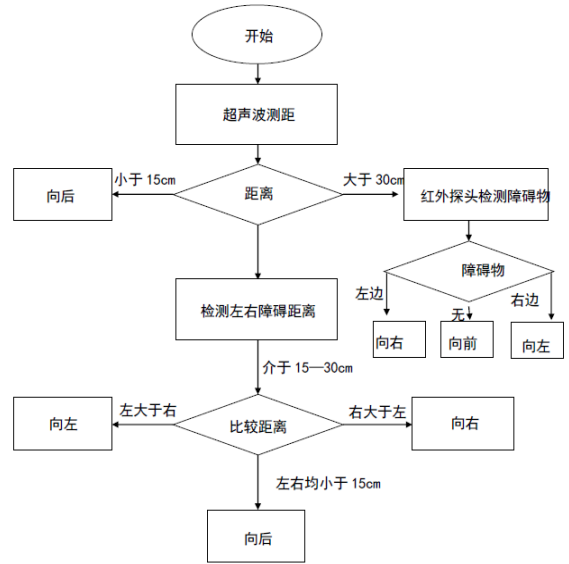 开始
超声波测距
小于 15cm
大于 30cm
向后
距离
红外探头检测障碍物
障碍物
左边
无
右边
向右
向前
向左
检测左右障碍距离
介于 15—30cm
左大于右
右大于左
向左
比较距离
向右
左右均小于 15cm
向后